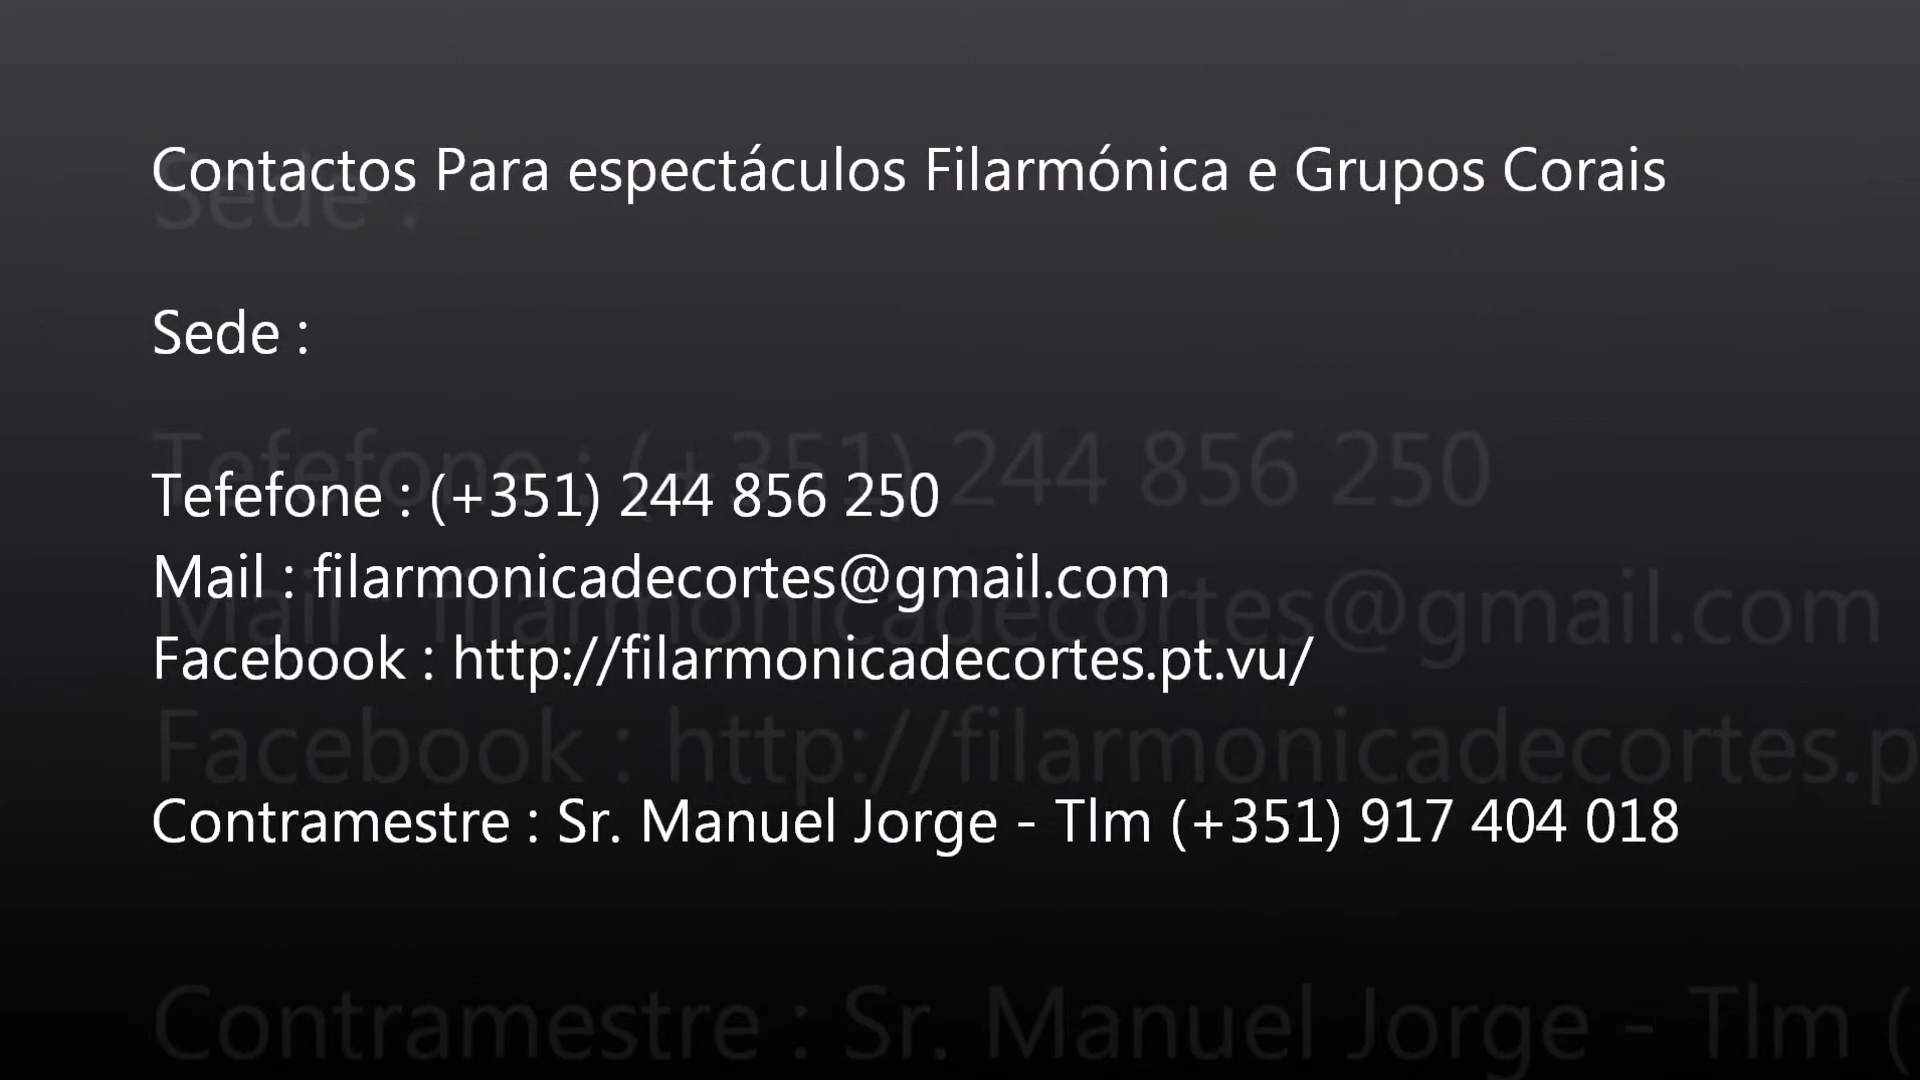 Contactos Para espectáculos Filarmónica e Grupos Corais
Sede :
Tefefone : (+351) 244 856 250
Mail : filarmonicadecortes@gmail.com
Facebook : http://filarmonicadecortes.pt.vu/
Contramestre : Sr. Manuel Jorge - Tlm (+351) 917 404 018